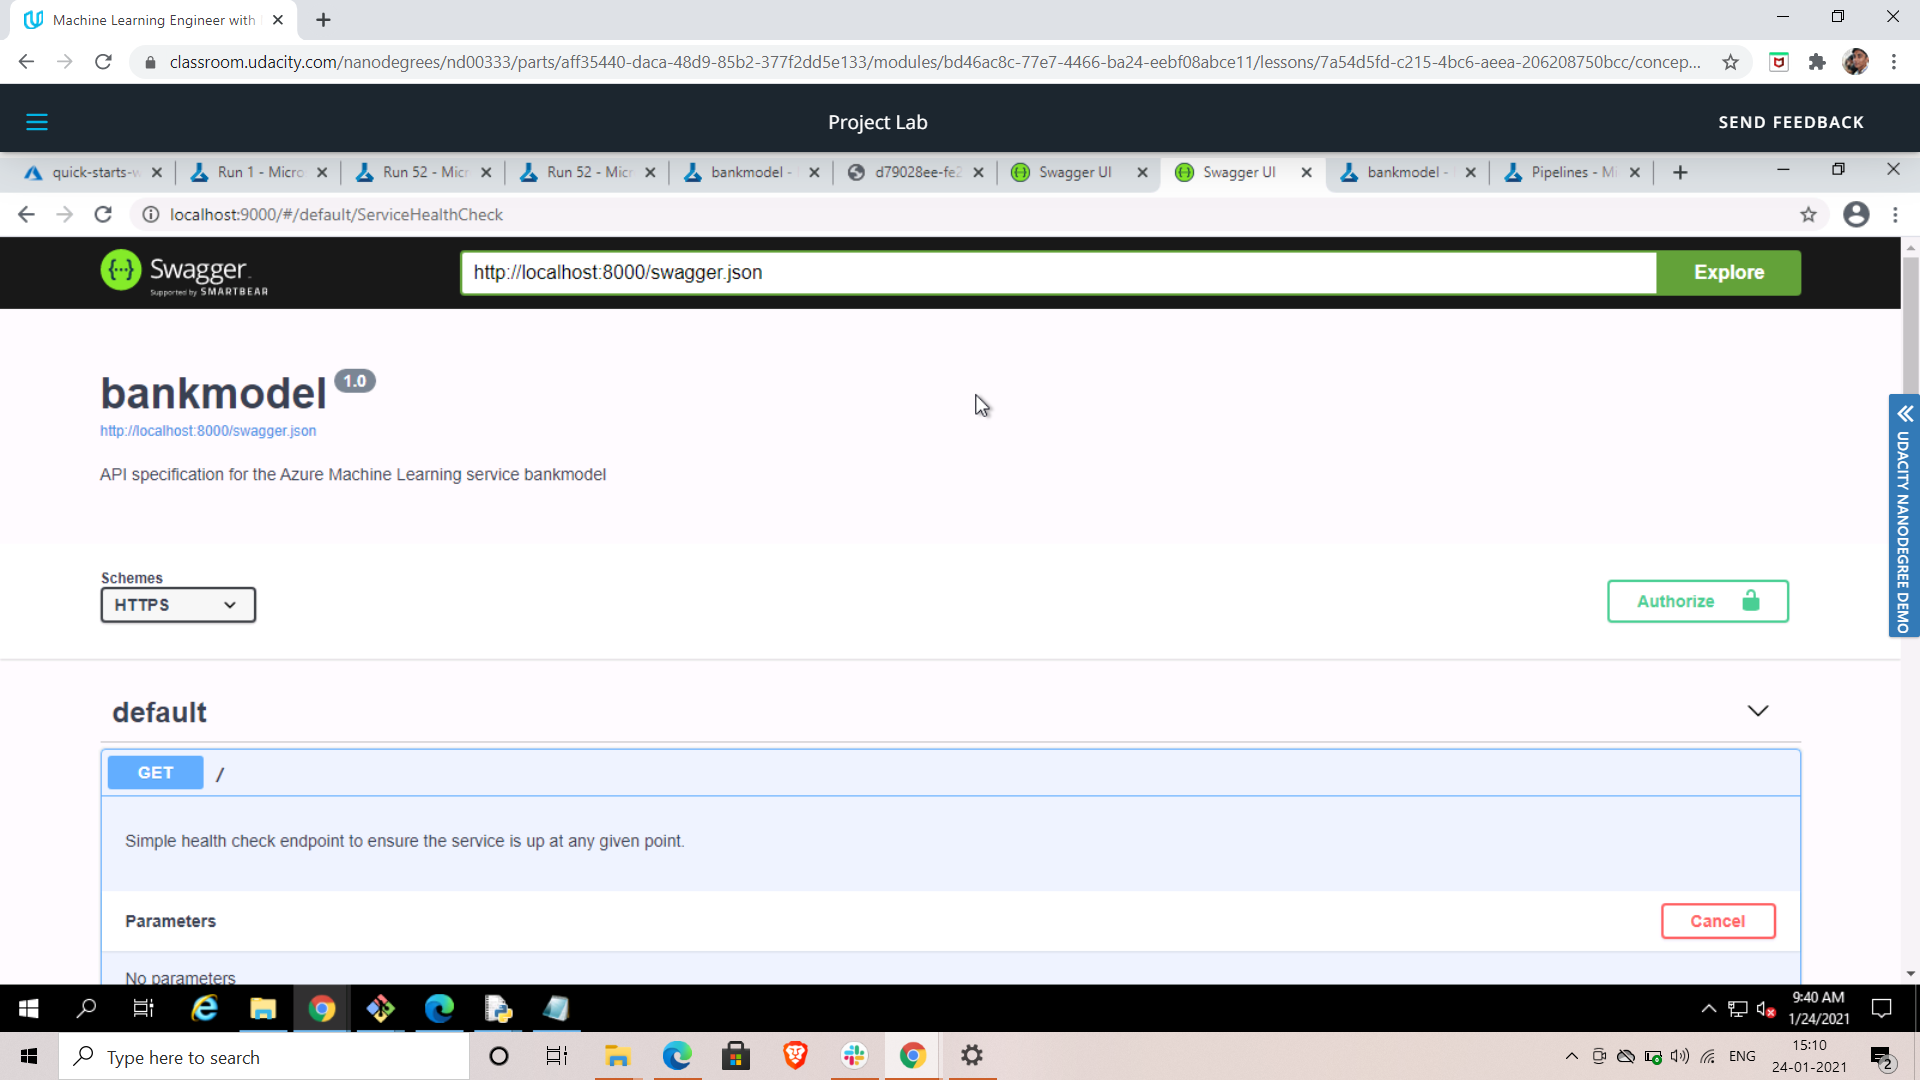 Machine Learning Engineer with
classroom.udacity.com/nanodegrees/nd00333/parts/aff35440-daca-48d9-85b2-377f2dd5e133/modules/bd46ac8c-77e7-4466-ba24-eebf08abce11/lessons/7a54d5fd-c215-4bc6-aeea-206208750bcc/concep...
Project Lab
SEND FEEDBACK
quick-starts-w
Run 1 - Micro
Run 52 - Micr
Run 52 - Micr
bankmodel -
d79028ee-fe2
Swagger UI
Swagger UI
bankmodel -
Pipelines - Mi
localhost:9000/#/default/ServiceHealthCheck
Swagger
Supported by SMARTBEAR
http://localhost:8000/swagger.json
Explore
bankmodel 1.0
http://localhost:8000/swagger.json
API specification for the Azure Machine Learning service bankmodel
UDACITY NANODEGREE DEMO
Schemes
HTTPS
Authorize
default
GET /
Simple health check endpoint to ensure the service is up at any given point.
Parameters
Cancel
No parameters
9:40 AM
1/24/2021
Type here to search
ENG
15:10
24-01-2021
2